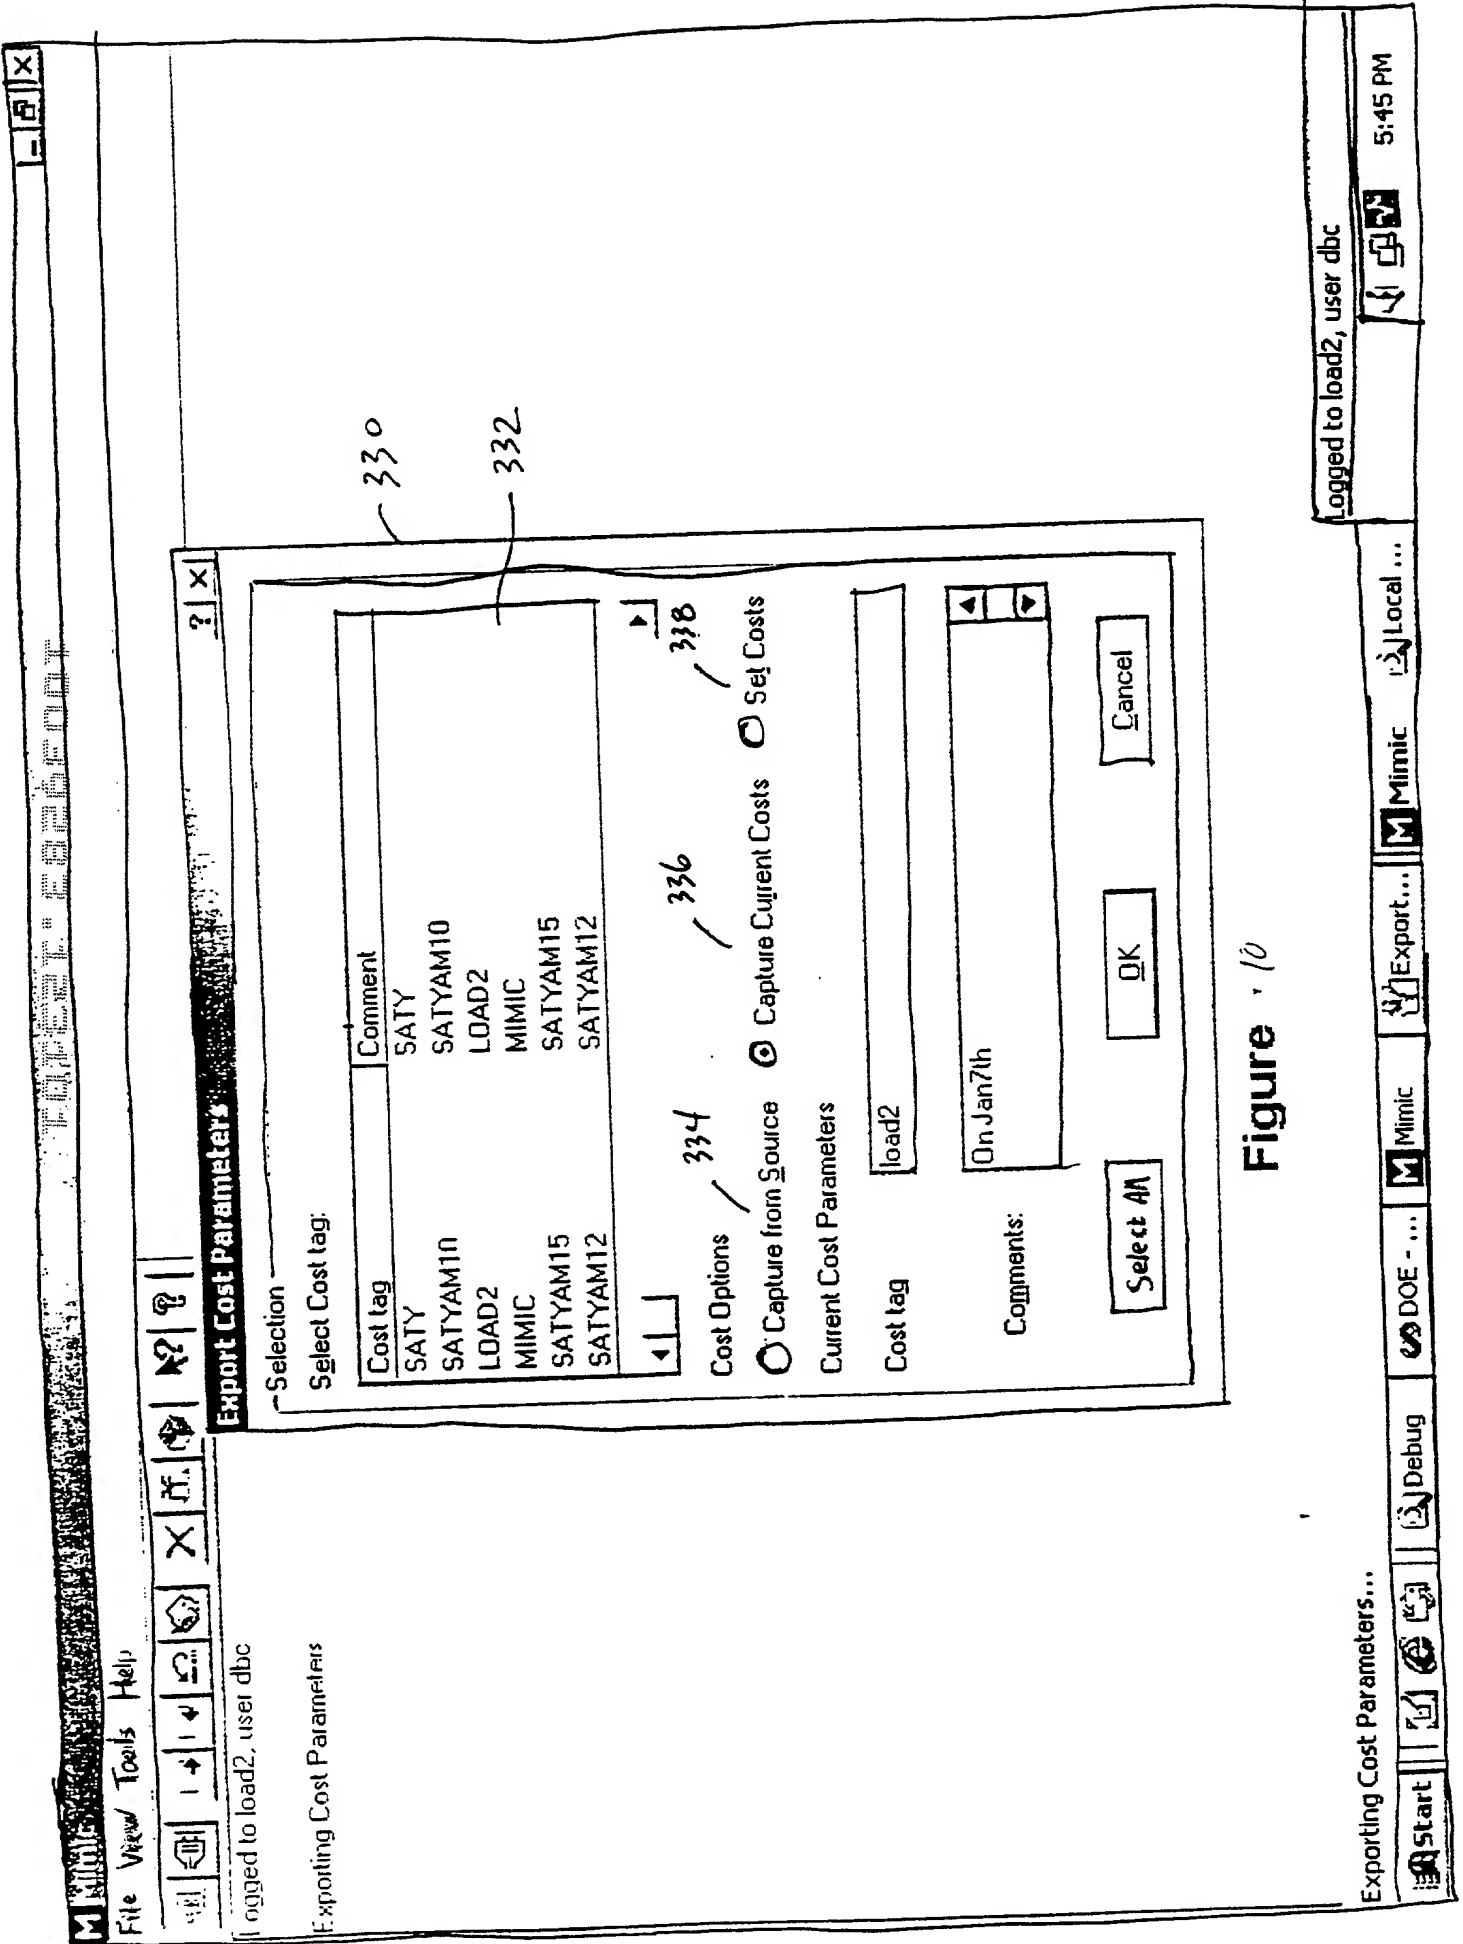 M Mimic
File View Tools Help
Logged to load2, user dbc
Exporting Cost Parameters
Export Cost Parameters
Selection
Select Cost tag:
Cost tag Comment
SATY SATY
SATYAM10 SATYAM10
LOAD2 LOAD2
MIMIC MIMIC
SATYAM15 SATYAM15
SATYAM12 SATYAM12
330
332
334
336
338
Cost Options
Capture from Source Capture Current Costs Set Costs
Current Cost Parameters
Cost tag load2
Comments: On Jan7th
Select All OK Cancel
Figure 10
Exporting Cost Parameters... Logged to load2, user dbc
Start Debug DOE - ... M Mimic Export... M Mimic Local ... 5:45 PM